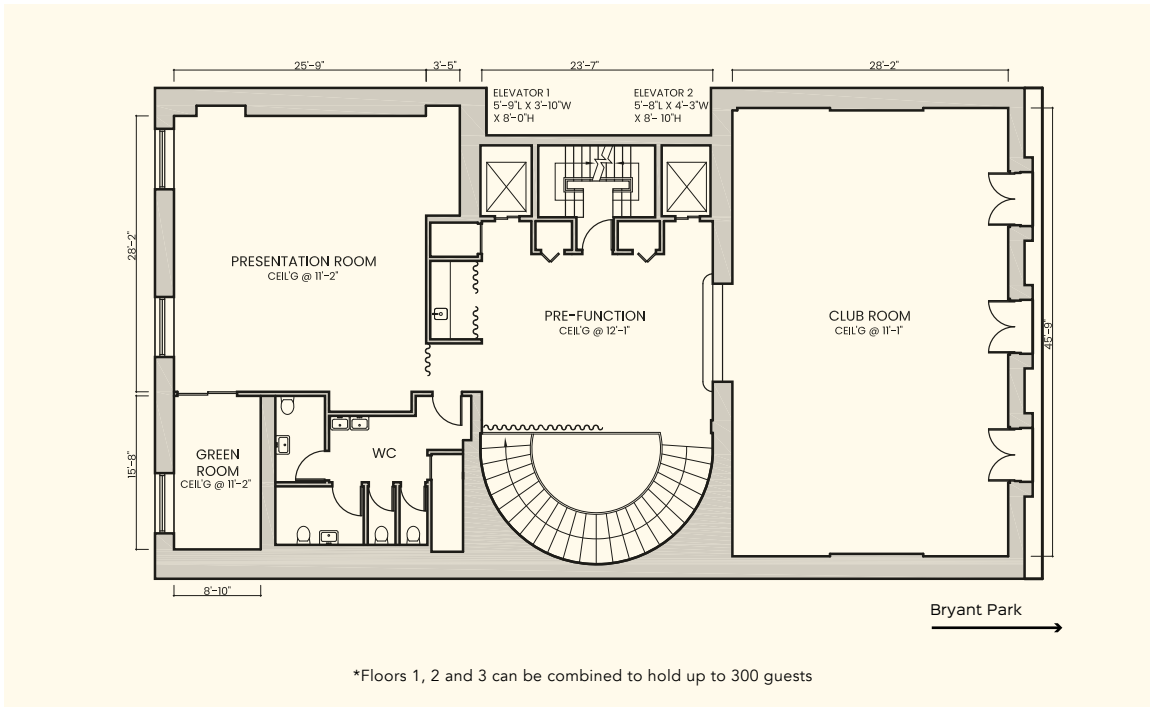 25'-9"
3'-5"
23'-7"
28'-2"
ELEVATOR 1
5'-9"L X 3'-10"W
X 8'-0"H
ELEVATOR 2
5'-8"L X 4'-3"W
X 8'- 10"H
28'-2"
PRESENTATION ROOM
CEIL'G @ 11'-2"
PRE-FUNCTION
CEIL'G @ 12'-1"
CLUB ROOM
CEIL'G @ 11'-1"
45'-9"
15'-8"
GREEN
ROOM
CEIL'G @ 11'-2"
WC
8'-10"
Bryant Park
*Floors 1, 2 and 3 can be combined to hold up to 300 guests